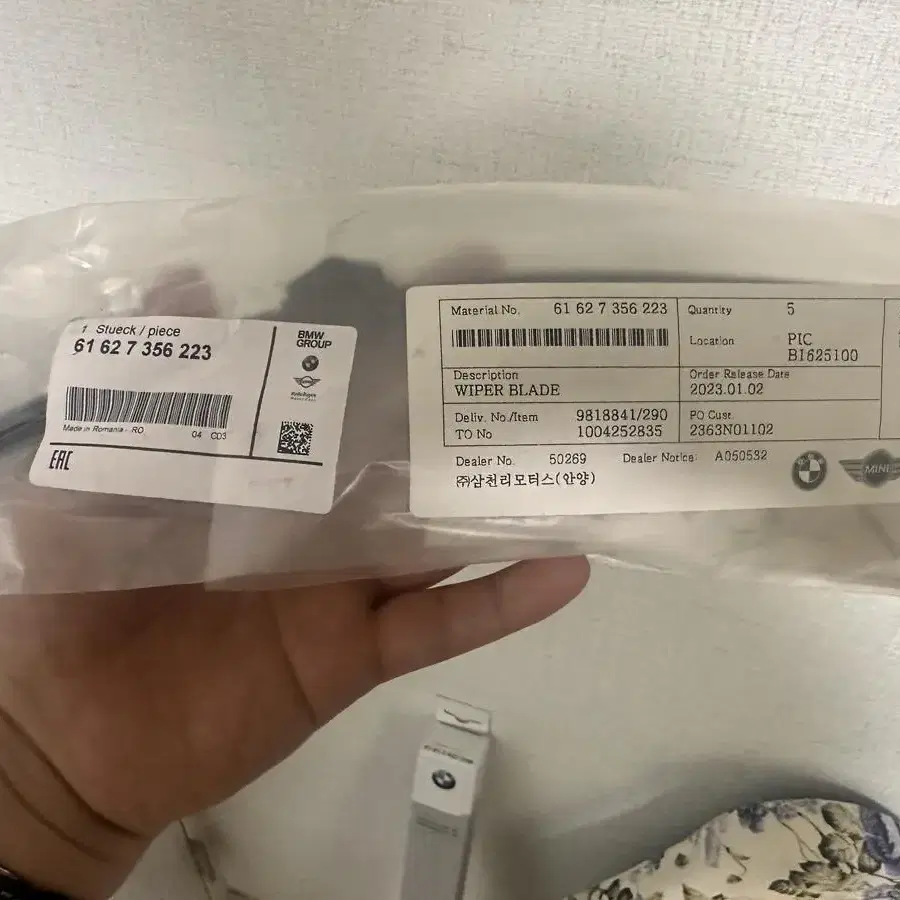 1 Stueck / piece
61 62 7 356 223
Made in Romania - RO 04 CD3
EAC
BMW
GROUP
MINI
Material No. 61 62 7 356 223
Quantity 5
Location PIC
BI625100
Description
WIPER BLADE
Order Release Date
2023.01.02
Deliv. No./Item 9818841/290
TO No 1004252835
PO Cust.
2363N01102
Dealer No. 50269 Dealer Notice: A050532
㈜삼천리모터스(안양)
MINI